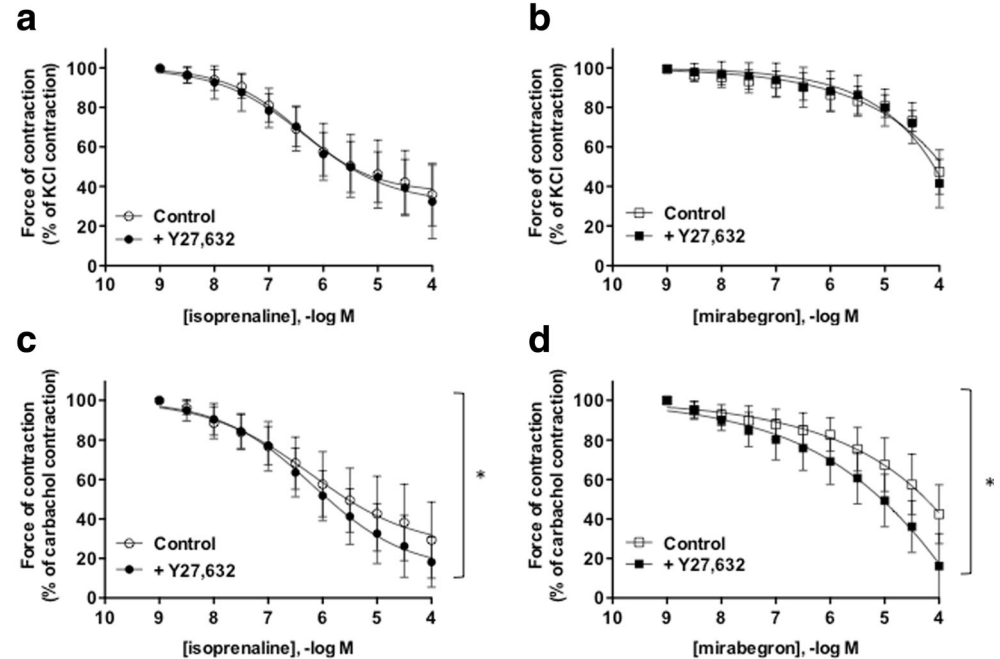 a
Force of contraction
(% of KCl contraction)
100
80
60
40
20
0
Control
+ Y27,632
10 9 8 7 6 5 4
[isoprenaline], -log M
b
Force of contraction
(% of KCl contraction)
100
80
60
40
20
0
Control
+ Y27,632
10 9 8 7 6 5 4
[mirabegron], -log M
c
Force of contraction
(% of carbachol contraction)
100
80
60
40
20
0
Control
+ Y27,632
*
10 9 8 7 6 5 4
[isoprenaline], -log M
d
Force of contraction
(% of carbachol contraction)
100
80
60
40
20
0
Control
+ Y27,632
*
10 9 8 7 6 5 4
[mirabegron], -log M